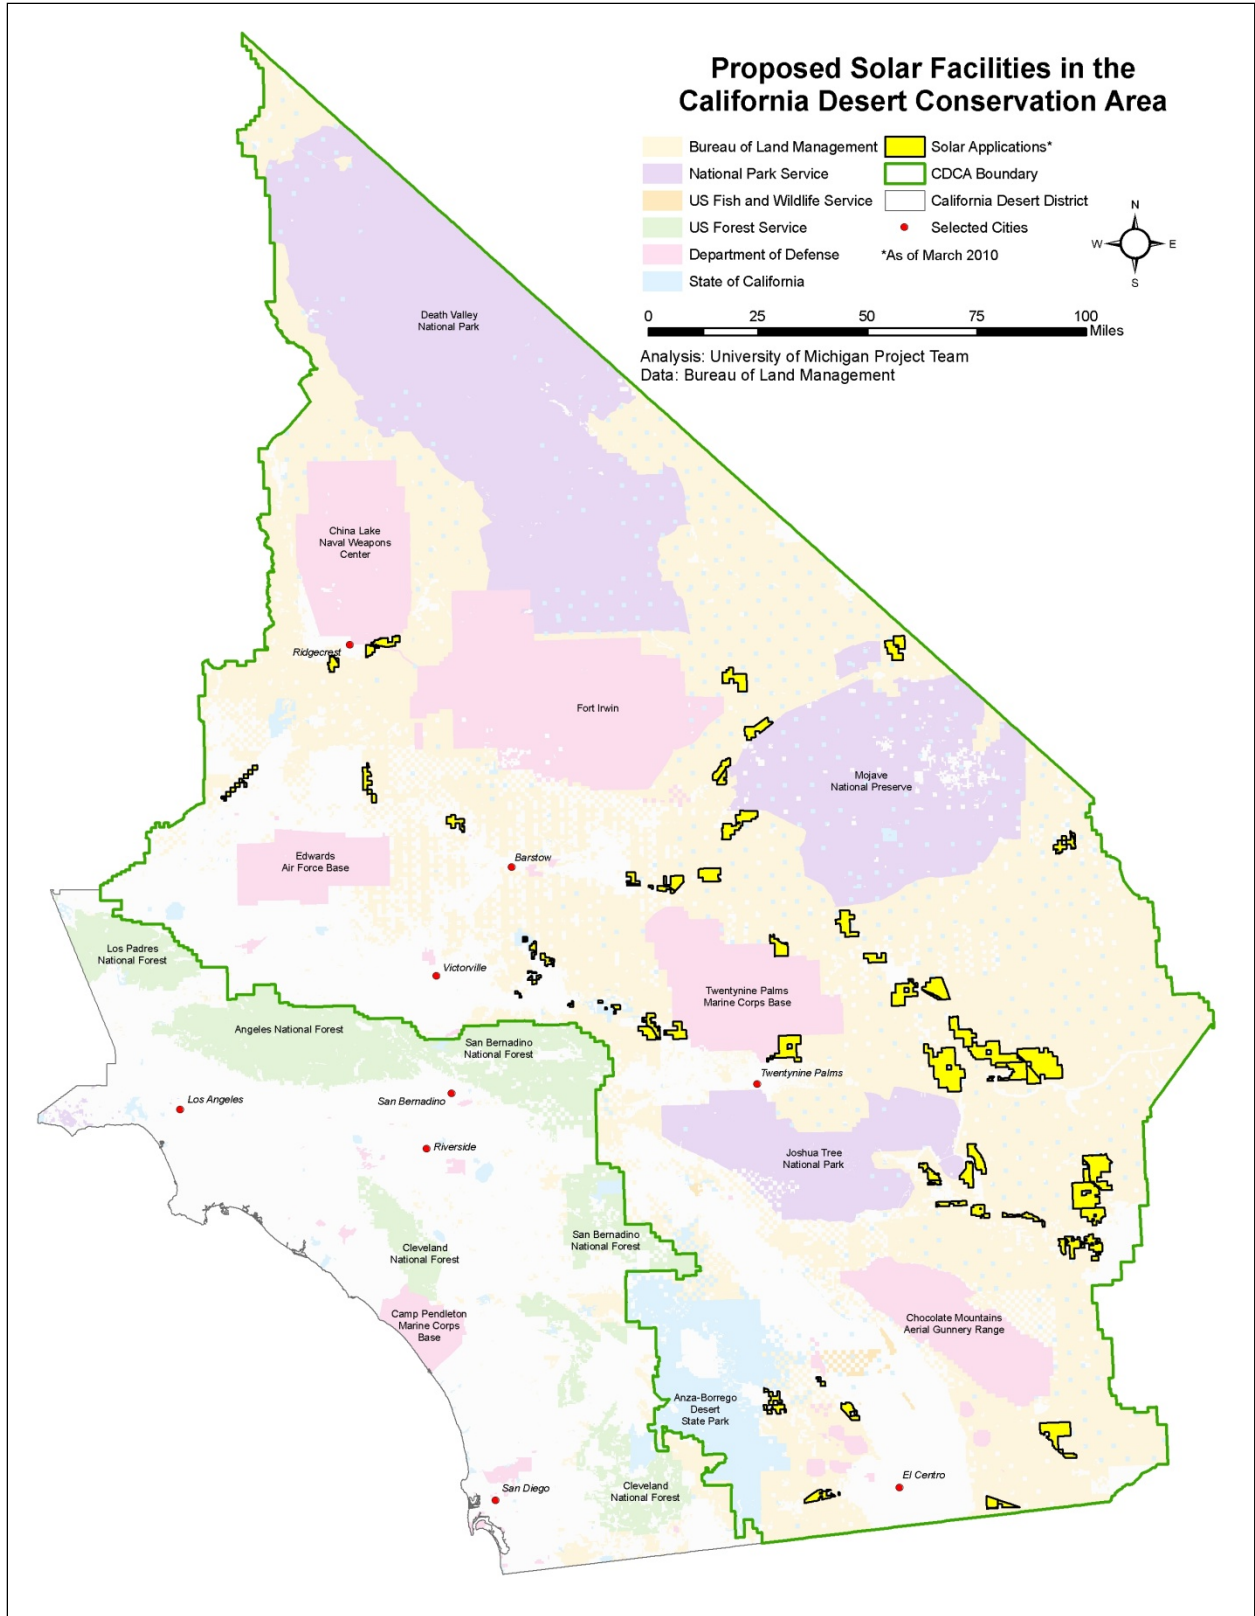 Proposed Solar Facilities in the
California Desert Conservation Area
Bureau of Land Management
National Park Service
US Fish and Wildlife Service
US Forest Service
Department of Defense
State of California
Solar Applications*
CDCA Boundary
California Desert District
Selected Cities
*As of March 2010
N
W
E
S
0 25 50 75 100
Miles
Analysis: University of Michigan Project Team
Data: Bureau of Land Management
Death Valley
National Park
China Lake
Naval Weapons
Center
Ridgecrest
Fort Irwin
Mojave
National Preserve
Edwards
Air Force Base
Barstow
Los Padres
National Forest
Victorville
Twentynine Palms
Marine Corps Base
Angeles National Forest
San Bernadino
National Forest
Twentynine Palms
Los Angeles
San Bernadino
Riverside
Joshua Tree
National Park
San Bernadino
National Forest
Cleveland
National Forest
Camp Pendleton
Marine Corps
Base
Chocolate Mountains
Aerial Gunnery Range
Anza-Borrego
Desert
State Park
El Centro
San Diego
Cleveland
National Forest